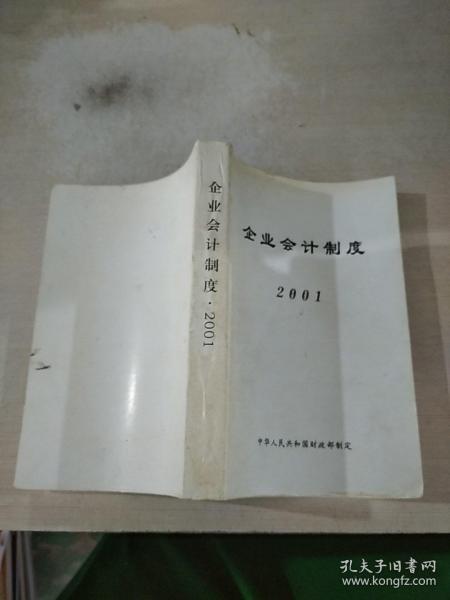 企业会计制度·2001
企业会计制度
2001
中华人民共和国财政部制定
孔夫子旧书网
www.kongfz.com